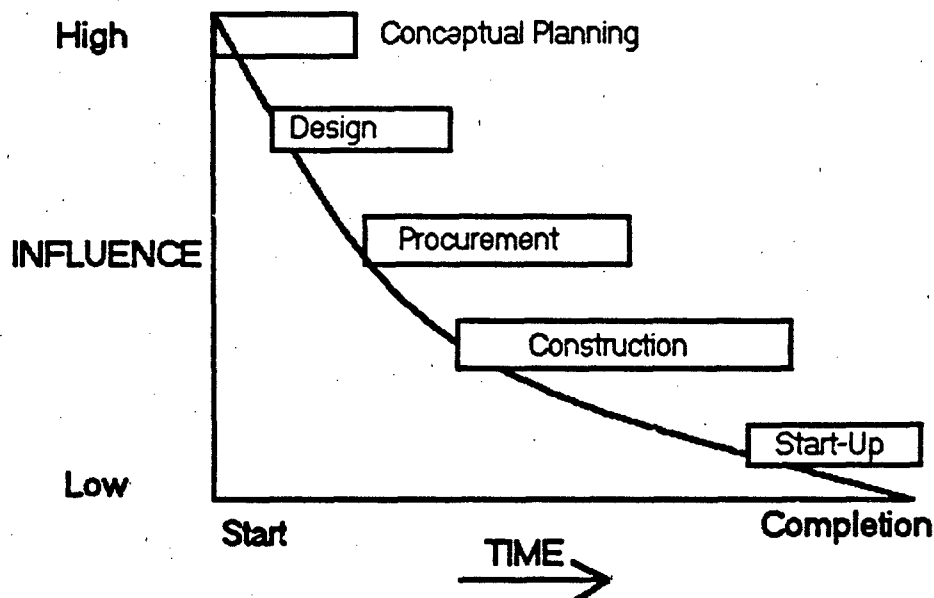 High
Conceptual Planning
Design
INFLUENCE
Procurement
Construction
Start-Up
Low
Start
Completion
TIME